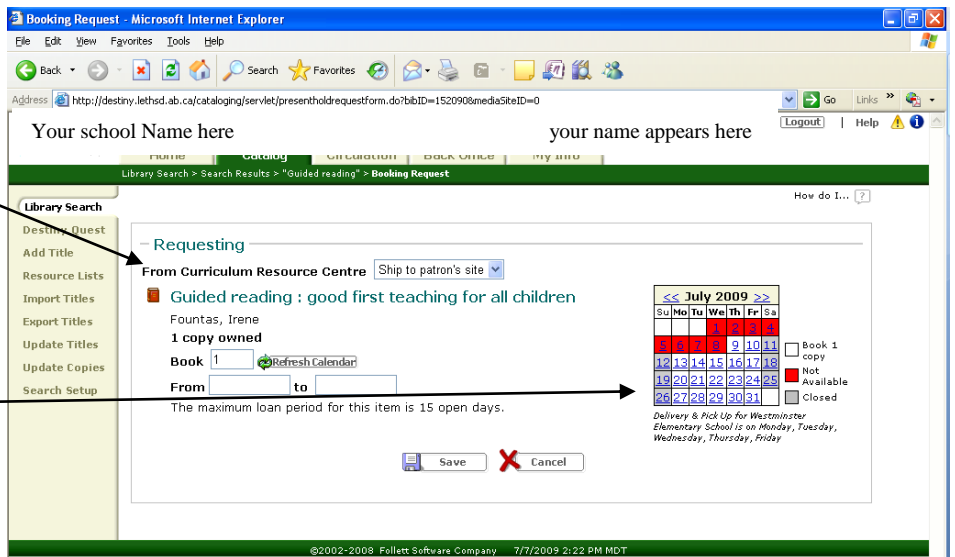 Booking Request - Microsoft Internet Explorer
File Edit View Favorites Tools Help
Back Search Favorites
Address http://destiny.lethsd.ab.ca/cataloging/servlet/presentholdrequestform.do?bibID=152090&mediaSiteID=0 Go Links »
Your school Name here your name appears here Logout | Help
Home Catalog Circulation Back Office My Info
Library Search > Search Results > "Guided reading" > Booking Request
How do I... ?
Library Search
Destiny Quest
Add Title
Resource Lists
Import Titles
Export Titles
Update Titles
Update Copies
Search Setup
Requesting
From Curriculum Resource Centre Ship to patron's site
Guided reading : good first teaching for all children
Fountas, Irene
1 copy owned
Book 1 Refresh Calendar
From to
The maximum loan period for this item is 15 open days.
Save Cancel
<< July 2009 >>
Su Mo Tu We Th Fr Sa
1 2 3 4
5 6 7 8 9 10 11
12 13 14 15 16 17 18
19 20 21 22 23 24 25
26 27 28 29 30 31
Book 1 copy
Not Available
Closed
Delivery & Pick Up for Westminster
Elementary School is on Monday, Tuesday,
Wednesday, Thursday, Friday
©2002-2008 Follett Software Company 7/7/2009 2:22 PM MDT